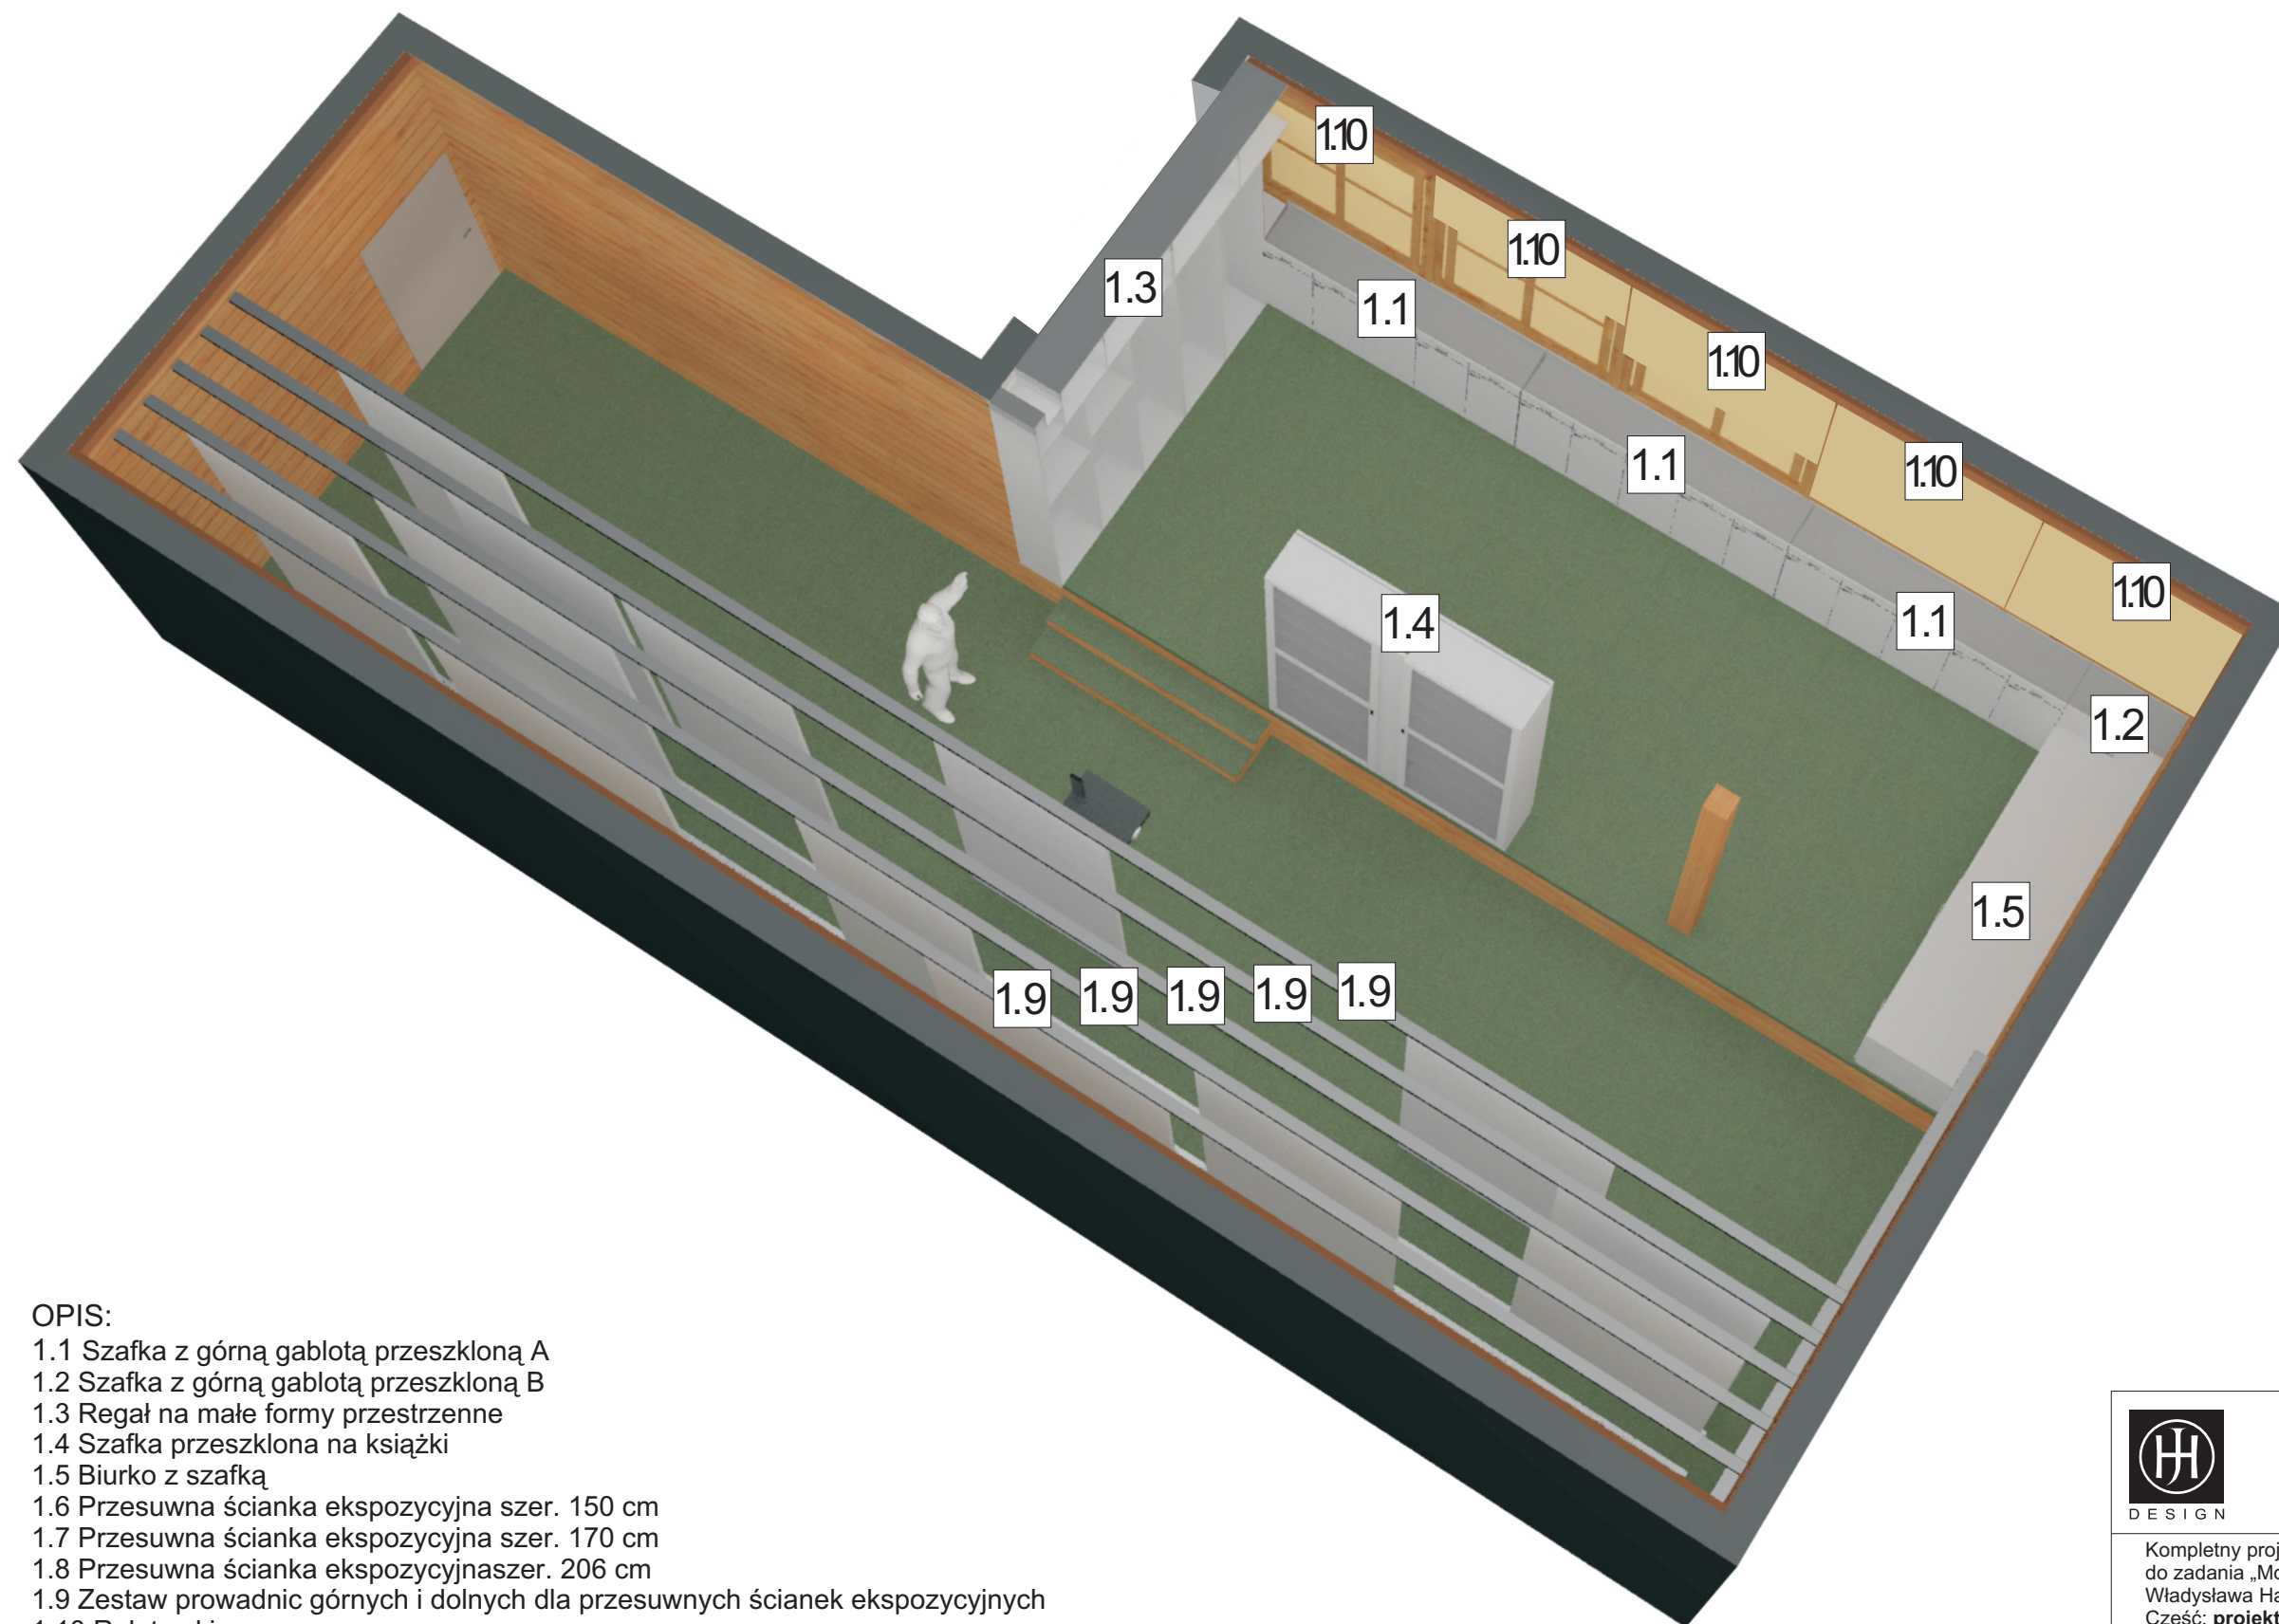 1.10
1.10
1.3
1.1
1.10
1.1
1.10
1.10
1.4
1.1
1.2
1.5
1.9 1.9 1.9 1.9 1.9
OPIS:
1.1 Szafka z górną gablotą przeszkloną A
1.2 Szafka z górną gablotą przeszkloną B
1.3 Regał na małe formy przestrzenne
1.4 Szafka przeszklona na książki
1.5 Biurko z szafką
1.6 Przesuwna ścianka ekspozycyjna szer. 150 cm
1.7 Przesuwna ścianka ekspozycyjna szer. 170 cm
1.8 Przesuwna ścianka ekspozycyjnaszer. 206 cm
1.9 Zestaw prowadnic górnych i dolnych dla przesuwnych ścianek ekspozycyjnych
DESIGN
Kompletny proj
do zadania „Mo
Władysława Ha
Część: projekt